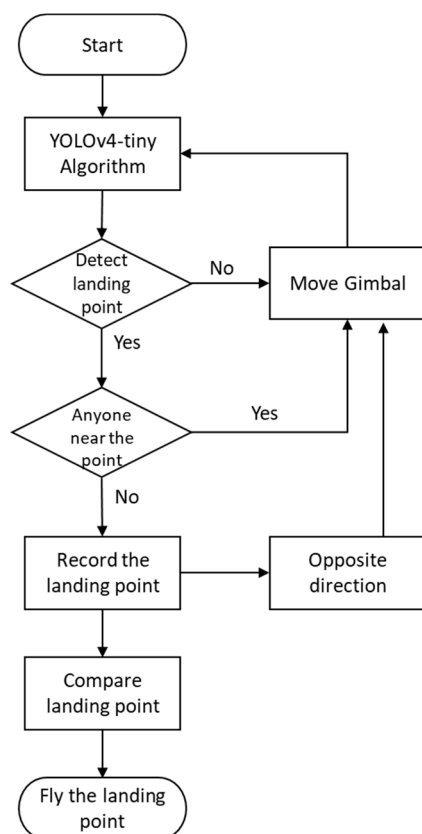 Start
YOLOv4-tiny
Algorithm
Detect
landing
point
No
Move Gimbal
Yes
Anyone
near the
point
Yes
No
Record the
landing point
Opposite
direction
Compare
landing point
Fly the landing
point